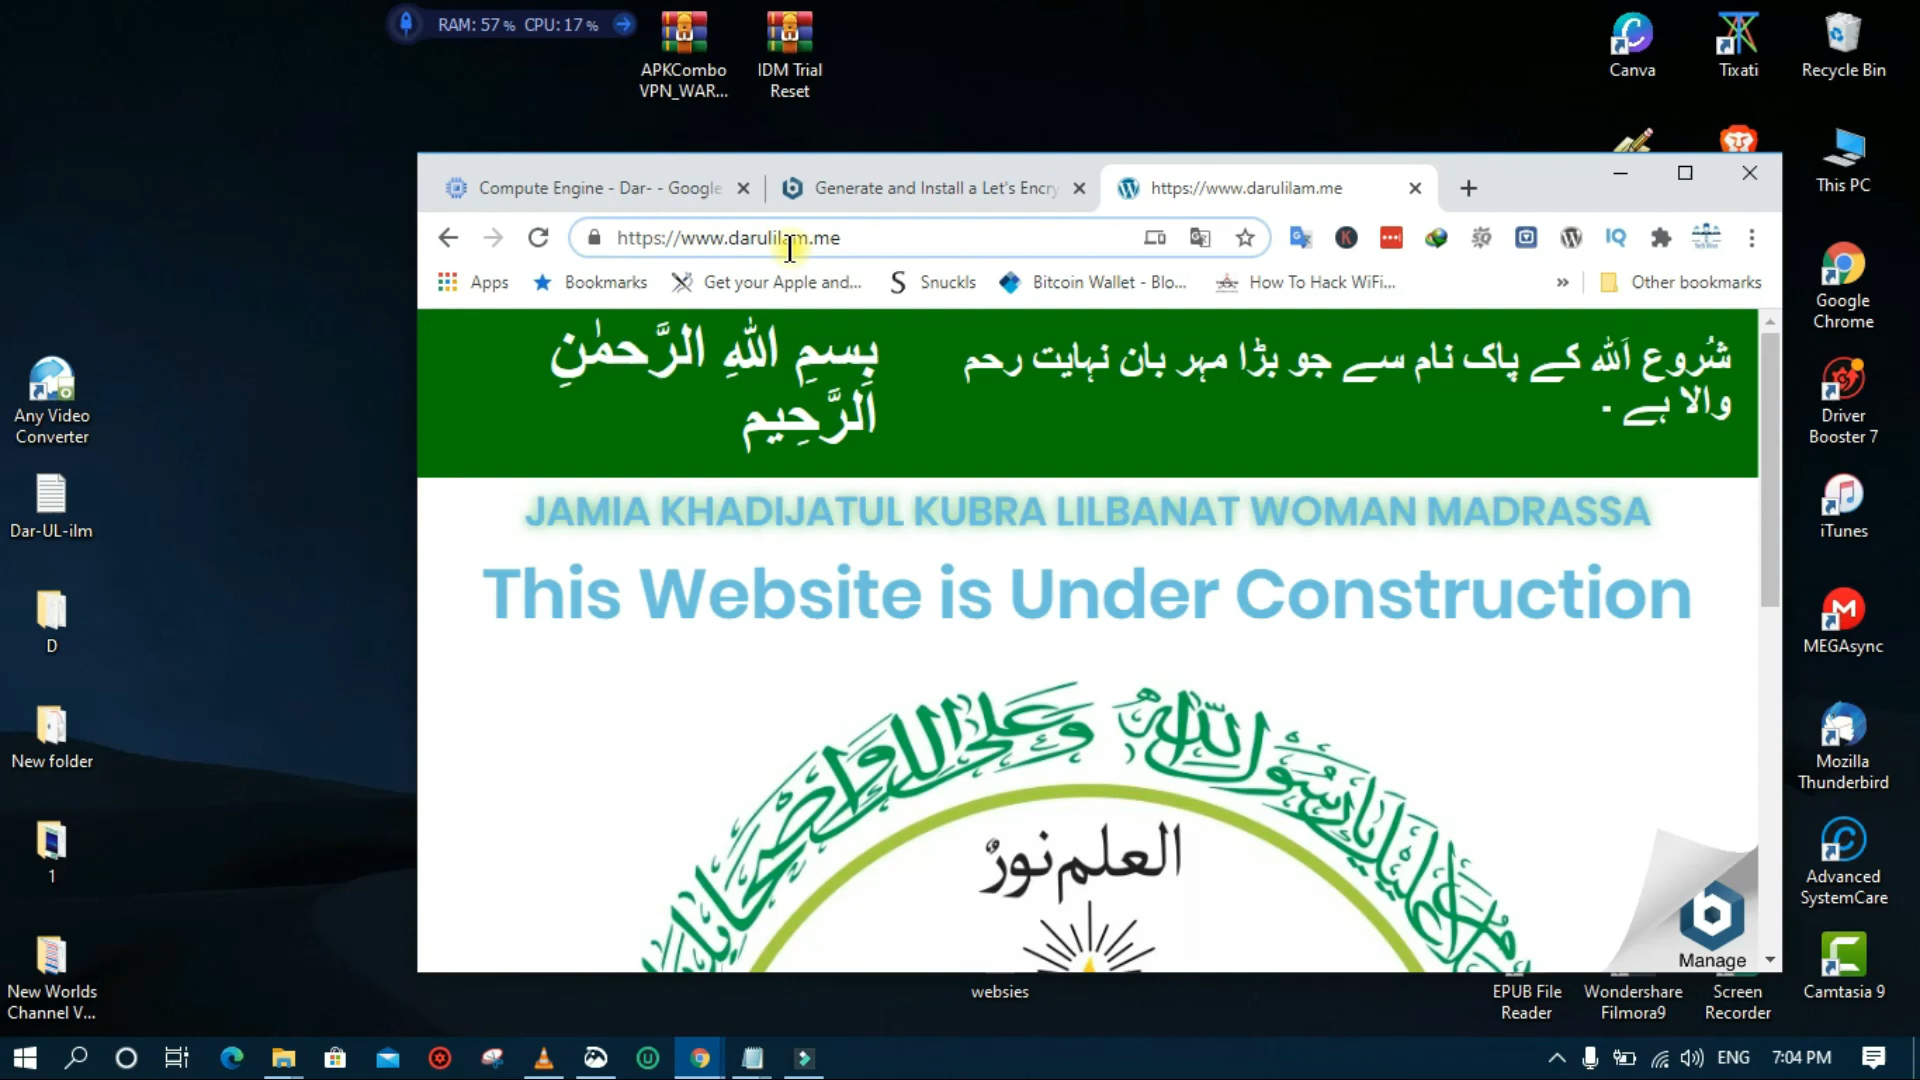 RAM: 57 % CPU: 17 %
APKCombo
VPN_WAR...
IDM Trial
Reset
Canva
Tixati
Recycle Bin
This PC
Compute Engine - Dar- - Google
Generate and Install a Let's Encry
https://www.darulilam.me
https://www.darulilam.me
Apps
Bookmarks
Get your Apple and...
Snuckls
Bitcoin Wallet - Blo...
How To Hack WiFi...
»
Other bookmarks
شُروع اَللہ کے پاک نام سے جو بڑا مہر بان نہایت رحم
والا ہے ۔
بِسمِ اللهِ الرَّحمٰنِ
الرَّحِيم
JAMIA KHADIJATUL KUBRA LILBANAT WOMAN MADRASSA
This Website is Under Construction
العلم نورٌ
Manage
Google
Chrome
Any Video
Converter
Driver
Booster 7
Dar-UL-ilm
iTunes
D
MEGAsync
New folder
Mozilla
Thunderbird
1
Advanced
SystemCare
New Worlds
Channel V...
websies
EPUB File
Reader
Wondershare
Filmora9
Screen
Recorder
Camtasia 9
ENG
7:04 PM